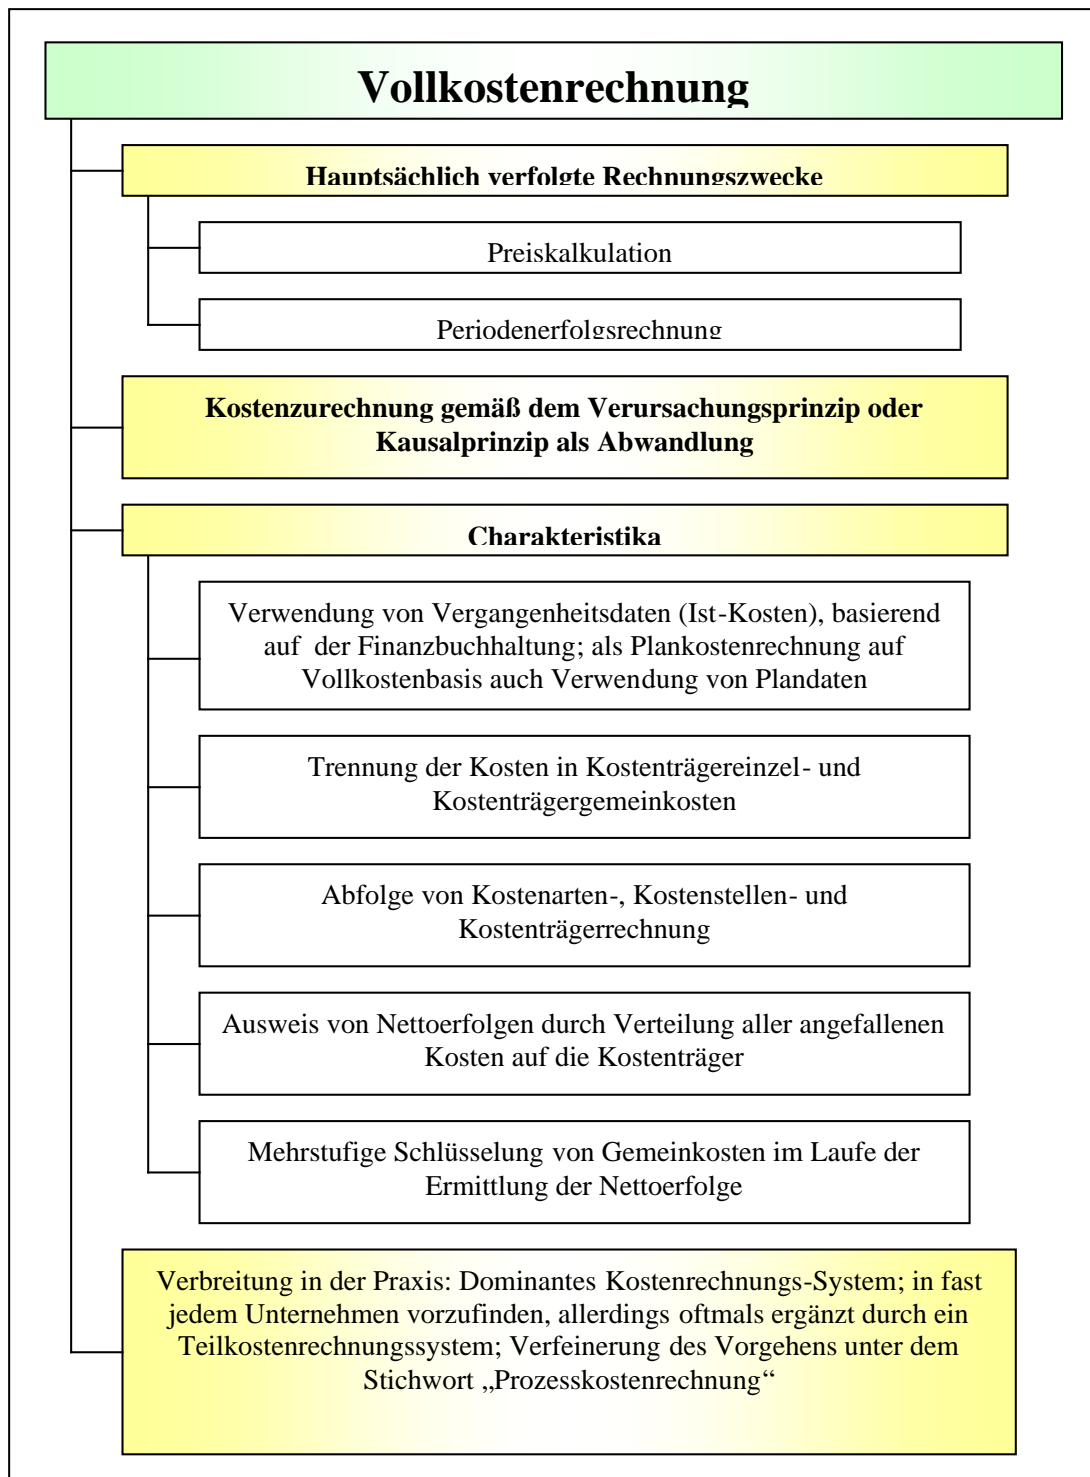 Vollkostenrechnung
Hauptsächlich verfolgte Rechnungszwecke
Preiskalkulation
Periodenerfolgsrechnung
Kostenzurechnung gemäß dem Verursachungsprinzip oder
Kausalprinzip als Abwandlung
Charakteristika
Verwendung von Vergangenheitsdaten (Ist-Kosten), basierend
auf der Finanzbuchhaltung; als Plankostenrechnung auf
Vollkostenbasis auch Verwendung von Plandaten
Trennung der Kosten in Kostenträgereinzel- und
Kostenträgergemeinkosten
Abfolge von Kostenarten-, Kostenstellen- und
Kostenträgerrechnung
Ausweis von Nettoerfolgen durch Verteilung aller angefallenen
Kosten auf die Kostenträger
Mehrstufige Schlüsselung von Gemeinkosten im Laufe der
Ermittlung der Nettoerfolge
Verbreitung in der Praxis: Dominantes Kostenrechnungs-System; in fast
jedem Unternehmen vorzufinden, allerdings oftmals ergänzt durch ein
Teilkostenrechnungssystem; Verfeinerung des Vorgehens unter dem
Stichwort „Prozesskostenrechnung“